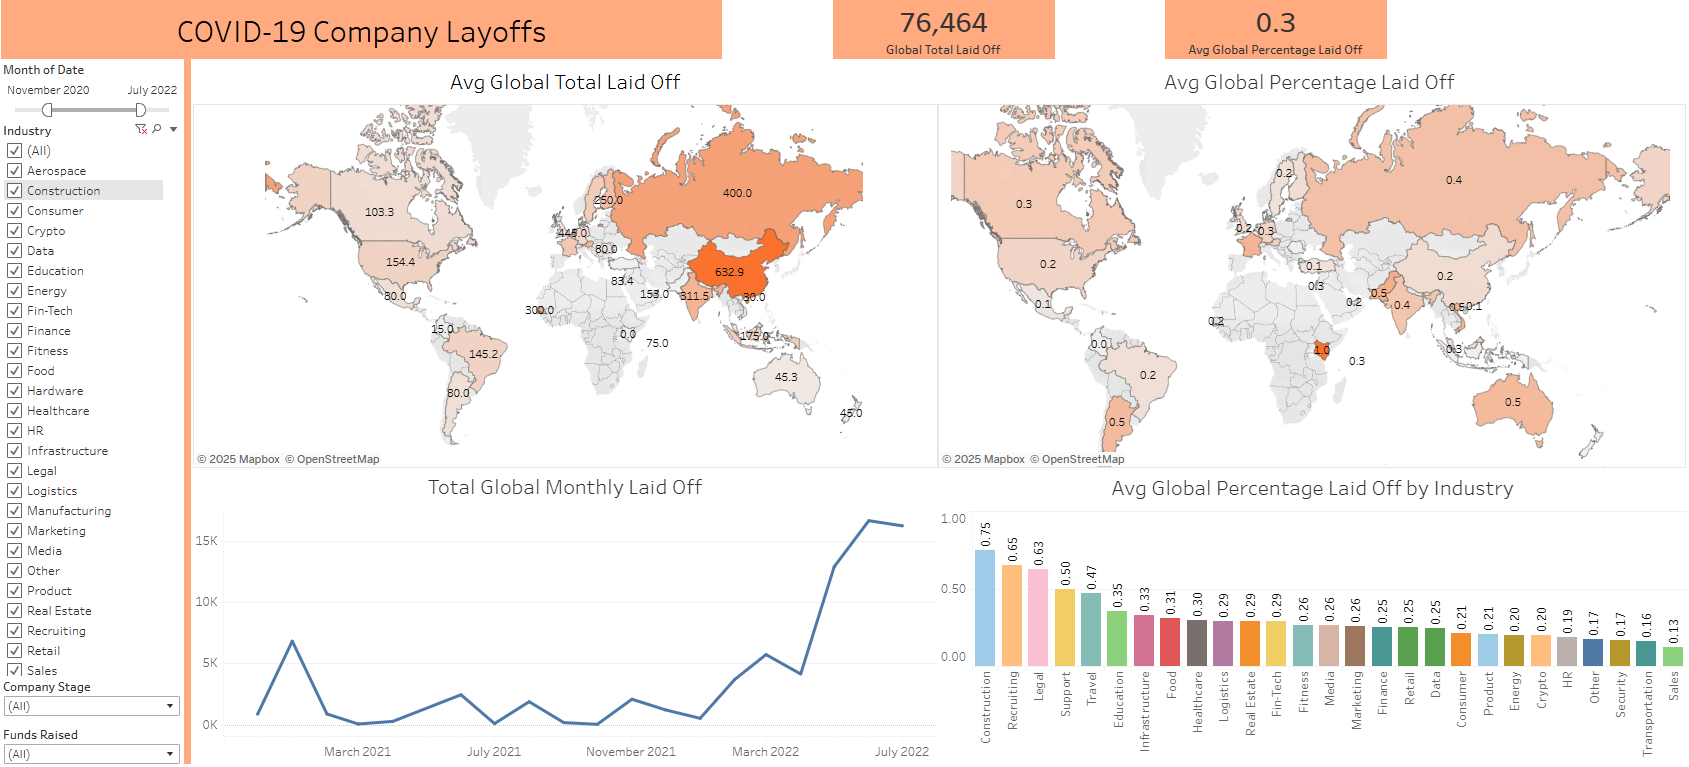 COVID-19 Company Layoffs
76,464
Global Total Laid Off
0.3
Avg Global Percentage Laid Off
Month of Date
November 2020 July 2022
Industry
(All)
Aerospace
Construction
Consumer
Crypto
Data
Education
Energy
Fin-Tech
Finance
Fitness
Food
Hardware
Healthcare
HR
Infrastructure
Legal
Logistics
Manufacturing
Marketing
Media
Other
Product
Real Estate
Recruiting
Retail
Sales
Company Stage
(All)
Funds Raised
(All)
Avg Global Total Laid Off
400.0
250.0
103.3
445.0
80.0
154.4
632.9
83.4
80.0
153.0
311.5
30.0
300.0
15.0
0.0
175.0
75.0
145.2
45.3
80.0
45.0
© 2025 Mapbox © OpenStreetMap
Avg Global Percentage Laid Off
0.2
0.4
0.3
0.2
0.3
0.2
0.1
0.2
0.3
0.5
0.1
0.2
0.4
0.5
0.1
0.2
0.0
1.0
0.3
0.3
0.2
0.5
0.5
© 2025 Mapbox © OpenStreetMap
Total Global Monthly Laid Off
15K
10K
5K
0K
March 2021
July 2021
November 2021
March 2022
July 2022
Avg Global Percentage Laid Off by Industry
1.00
0.50
0.00
0.75
0.65
0.63
0.50
0.47
0.35
0.33
0.31
0.30
0.29
0.29
0.29
0.26
0.26
0.26
0.25
0.25
0.25
0.21
0.21
0.20
0.20
0.19
0.17
0.17
0.16
0.13
Construction
Recruiting
Legal
Support
Travel
Education
Infrastructure
Food
Healthcare
Logistics
Real Estate
Fin-Tech
Fitness
Media
Marketing
Finance
Retail
Data
Consumer
Product
Energy
Crypto
HR
Other
Security
Transportation
Sales